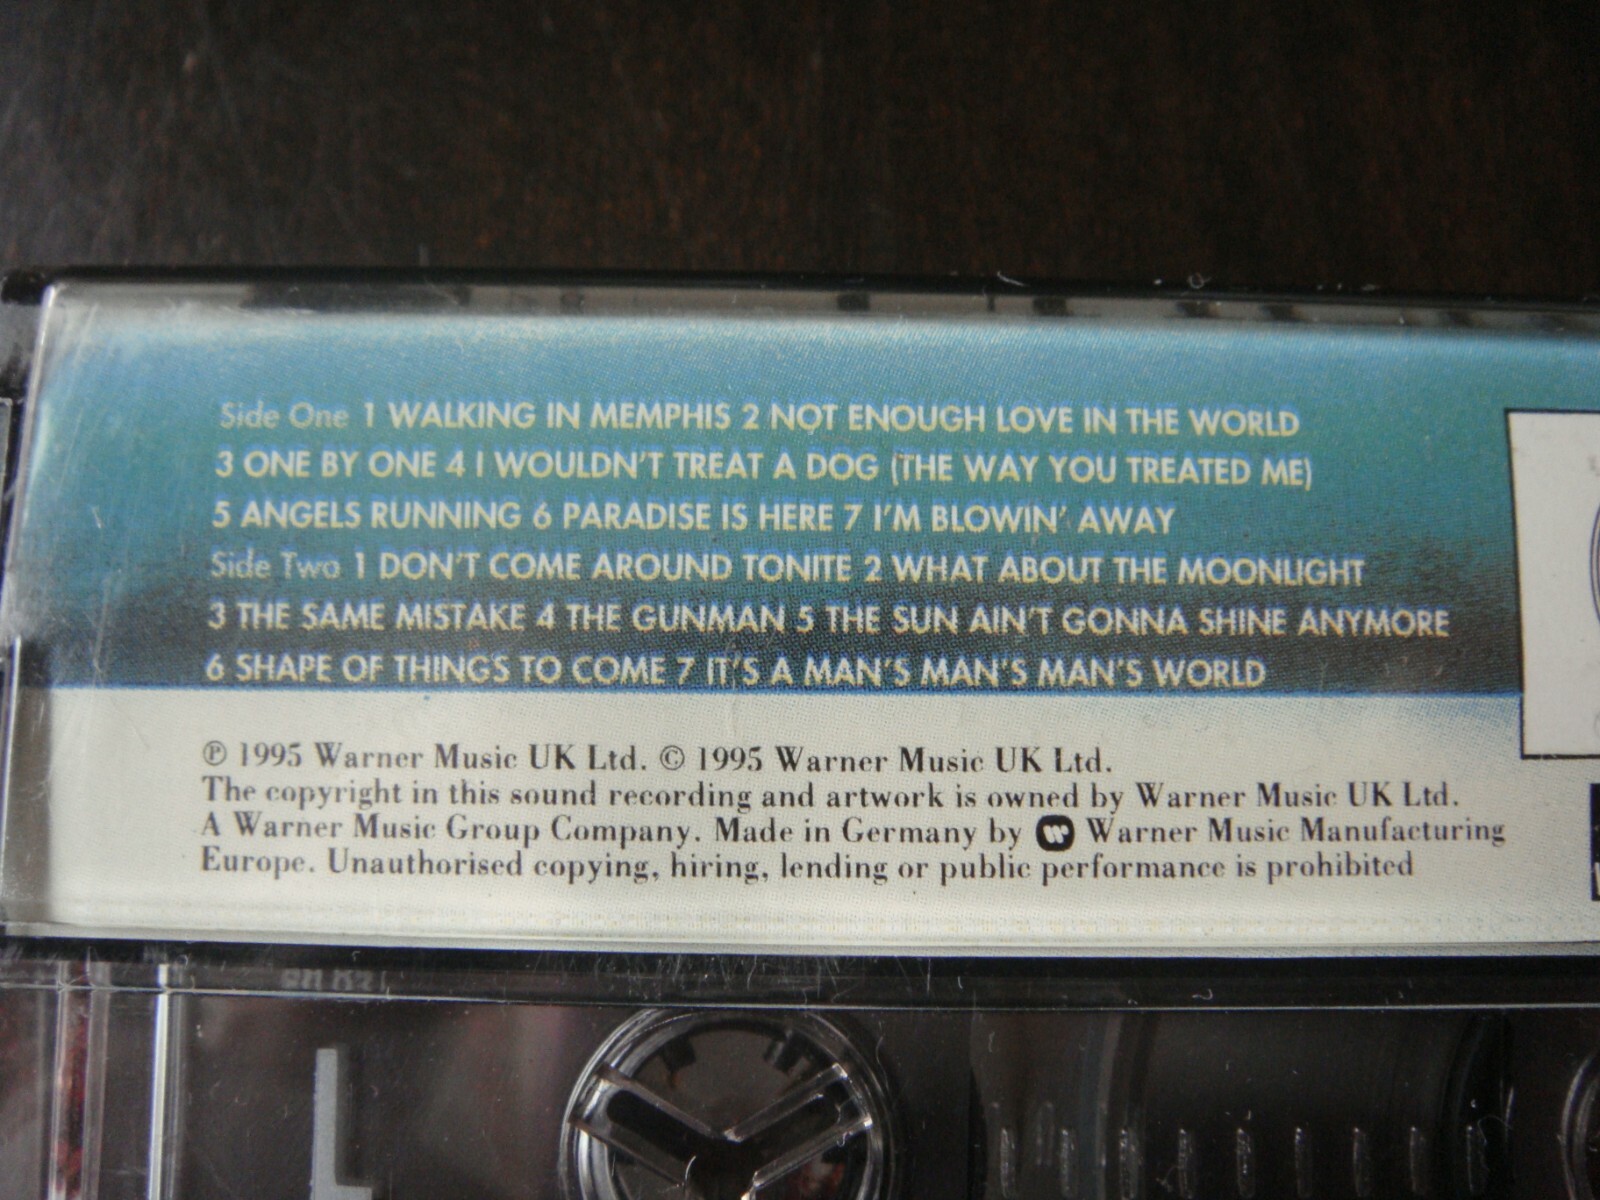 Side One 1 WALKING IN MEMPHIS 2 NOT ENOUGH LOVE IN THE WORLD
3 ONE BY ONE 4 I WOULDN'T TREAT A DOG (THE WAY YOU TREATED ME)
5 ANGELS RUNNING 6 PARADISE IS HERE 7 I'M BLOWIN' AWAY
Side Two 1 DON'T COME AROUND TONITE 2 WHAT ABOUT THE MOONLIGHT
3 THE SAME MISTAKE 4 THE GUNMAN 5 THE SUN AIN'T GONNA SHINE ANYMORE
6 SHAPE OF THINGS TO COME 7 IT'S A MAN'S MAN'S MAN'S WORLD
℗ 1995 Warner Music UK Ltd. © 1995 Warner Music UK Ltd.
The copyright in this sound recording and artwork is owned by Warner Music UK Ltd.
A Warner Music Group Company. Made in Germany by Warner Music Manufacturing
Europe. Unauthorised copying, hiring, lending or public performance is prohibited